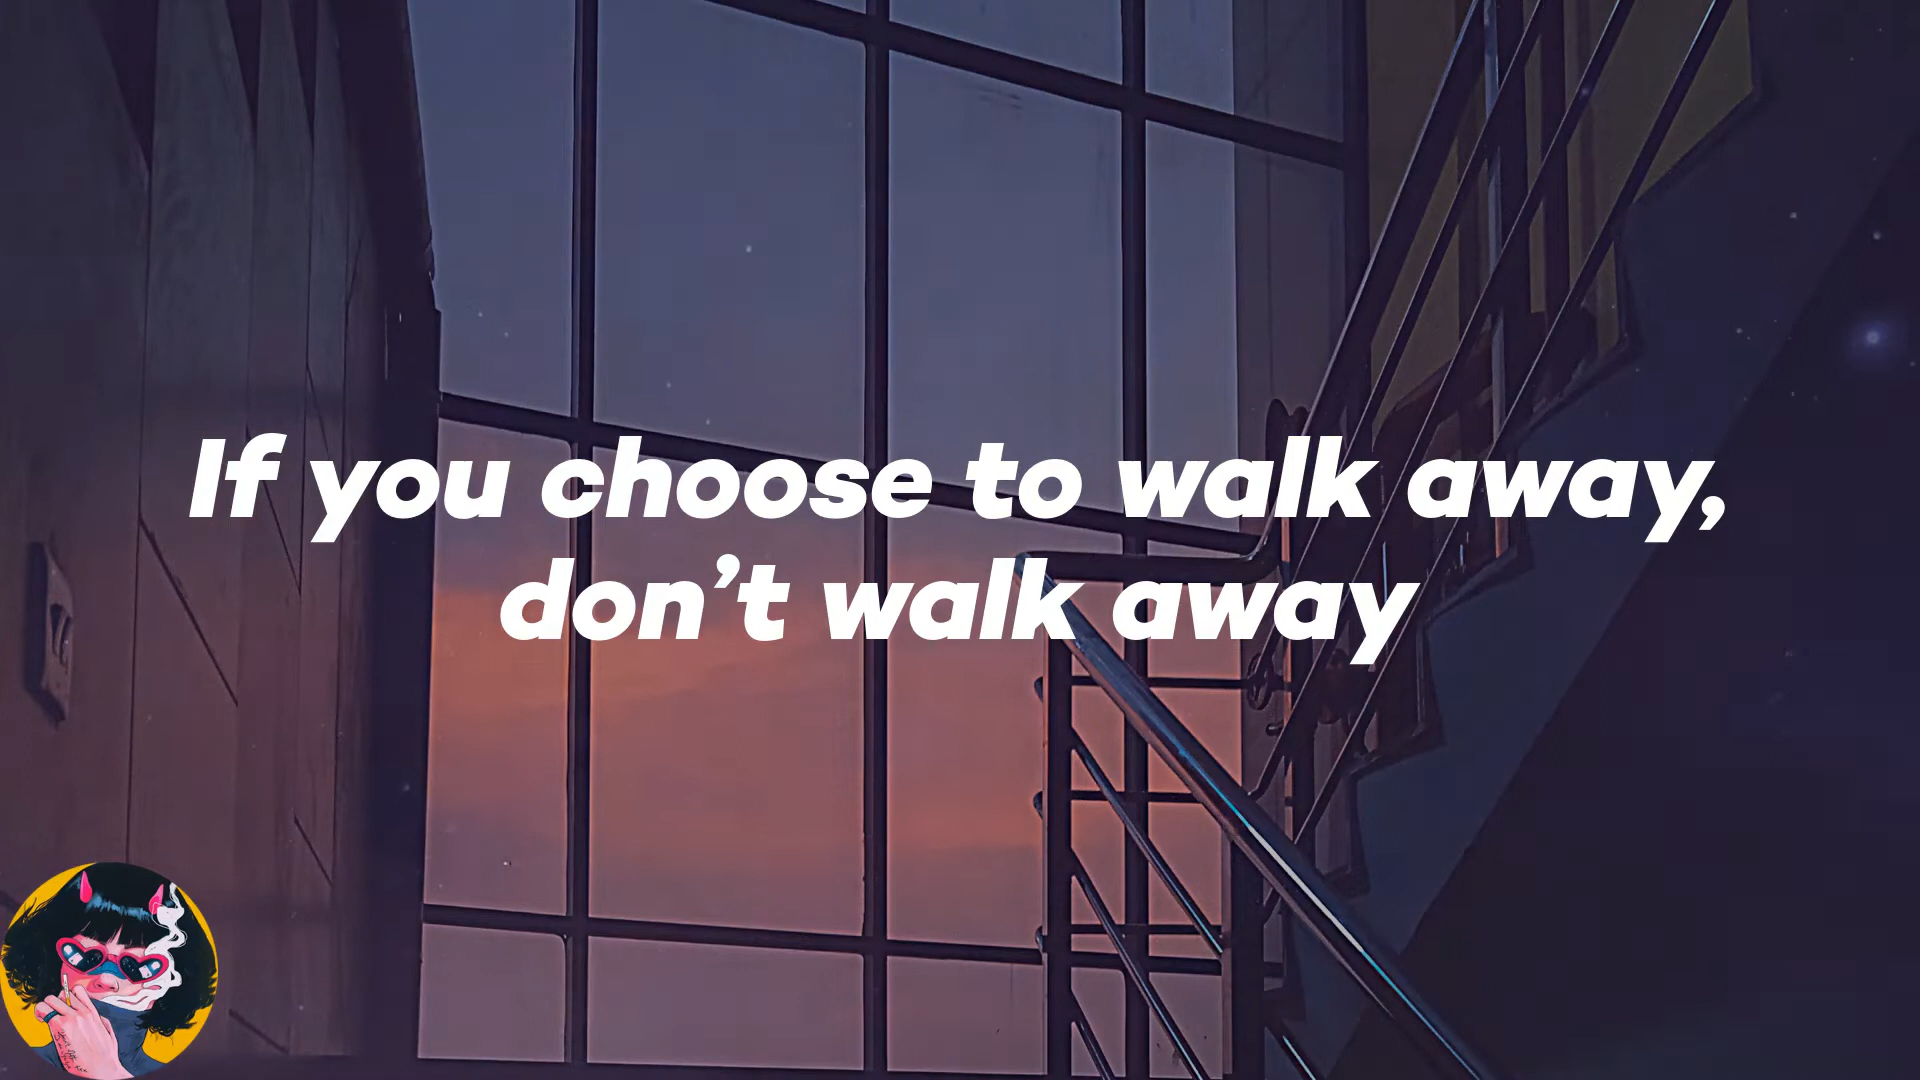 If you choose to walk away,
don’t walk away